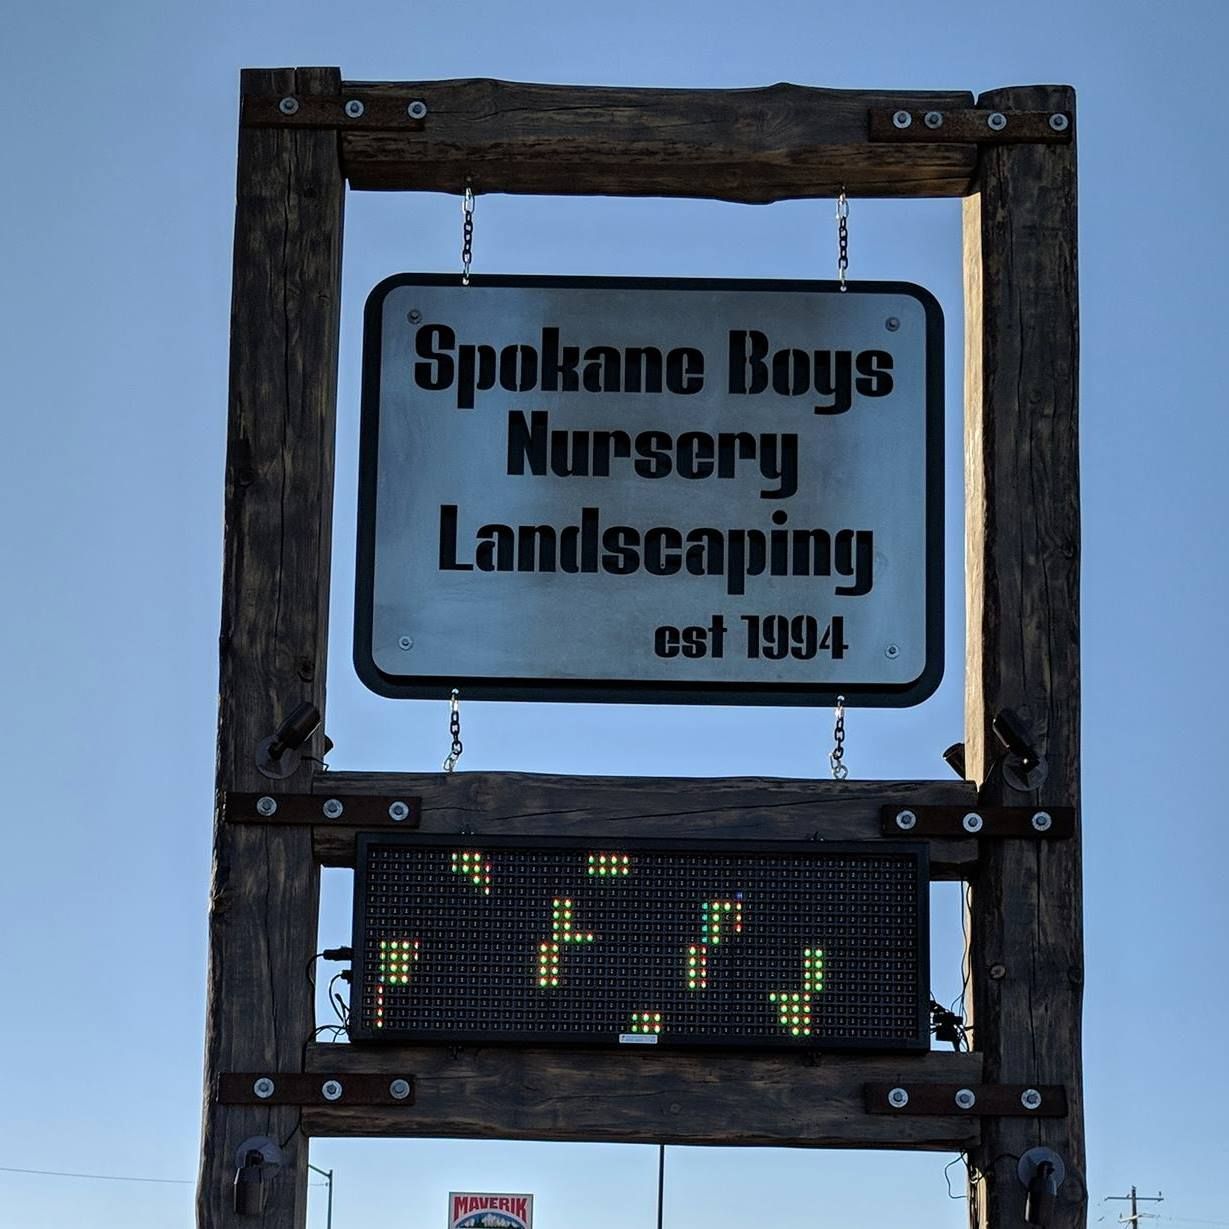 Spokane Boys
Nursery
Landscaping
est 1994
MAVERIK